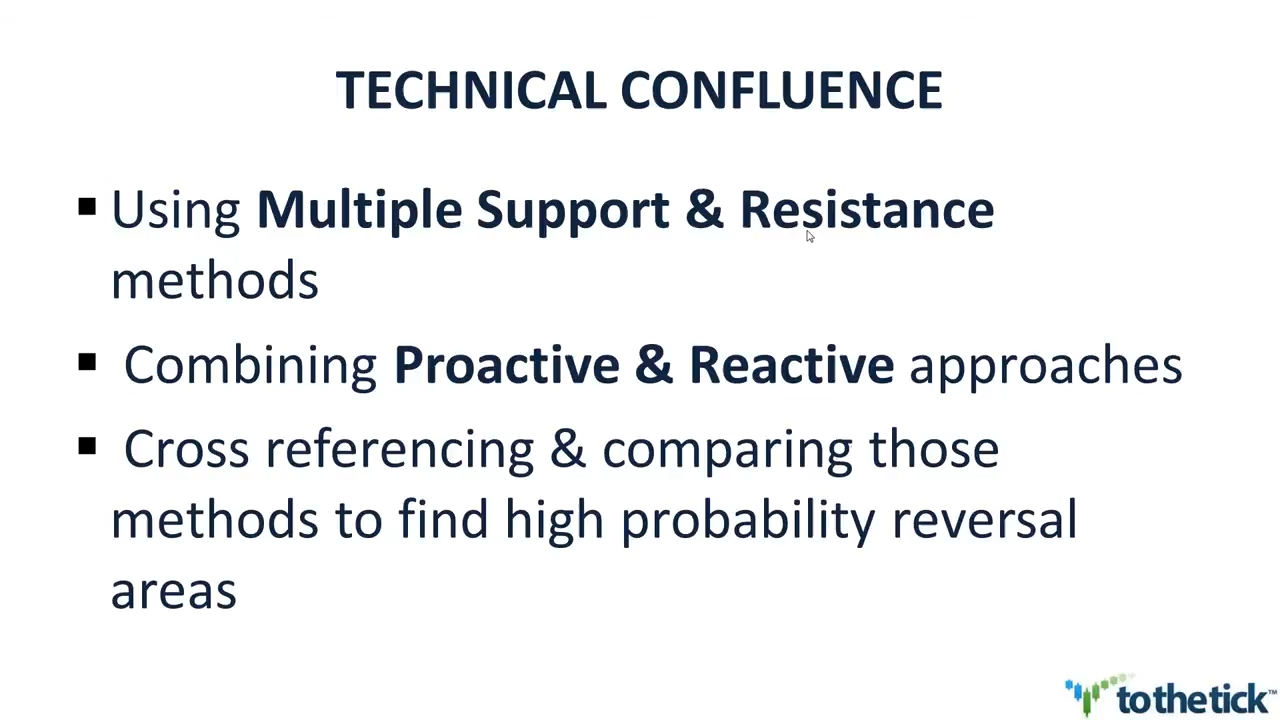 TECHNICAL CONFLUENCE
▪ Using Multiple Support & Resistance
methods
▪ Combining Proactive & Reactive approaches
▪ Cross referencing & comparing those
methods to find high probability reversal
areas
tothetick™